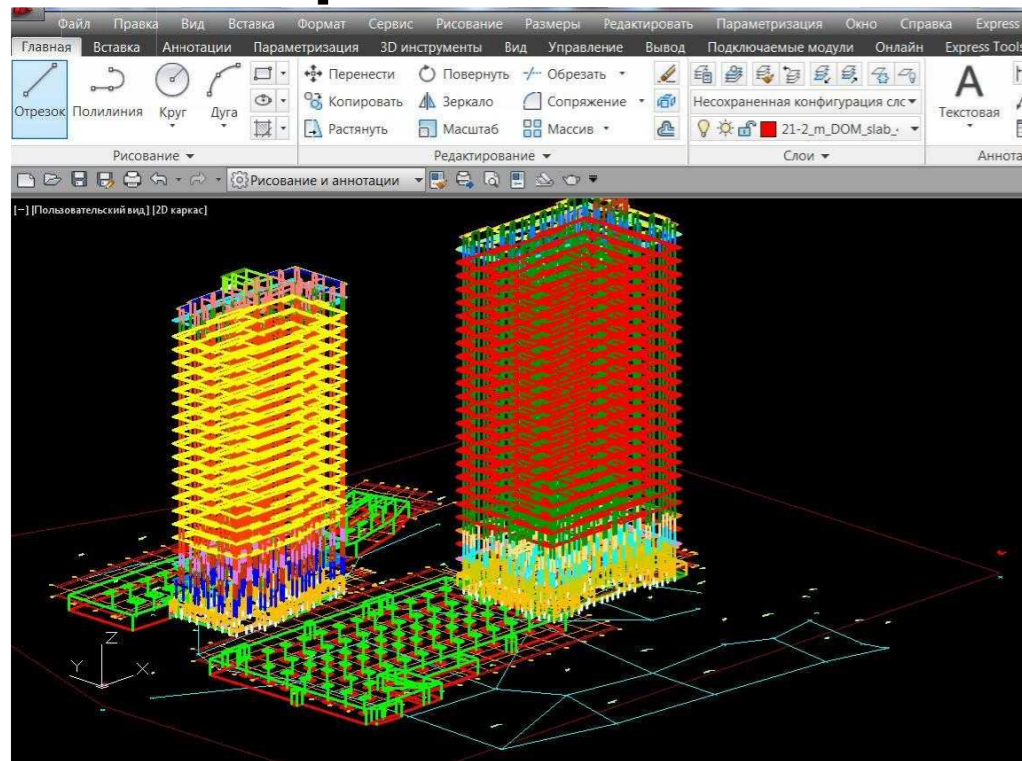 Файл Правка Вид Вставка Формат Сервис Рисование Размеры Редактировать Параметризация Окно Справка Express
Главная Вставка Аннотации Параметризация 3D инструменты Вид Управление Вывод Подключаемые модули Онлайн Express Tools
Перенести Повернуть Обрезать
Отрезок Полилиния Круг Дуга Копировать Зеркало Сопряжение Несохраненная конфигурация слс Текстовая
Растянуть Масштаб Массив 21-2_m_DOM_slab_
Рисование Редактирование Слои Аннота
Рисование и аннотации
[−] [Пользовательский вид] [2D каркас]
Z
Y X